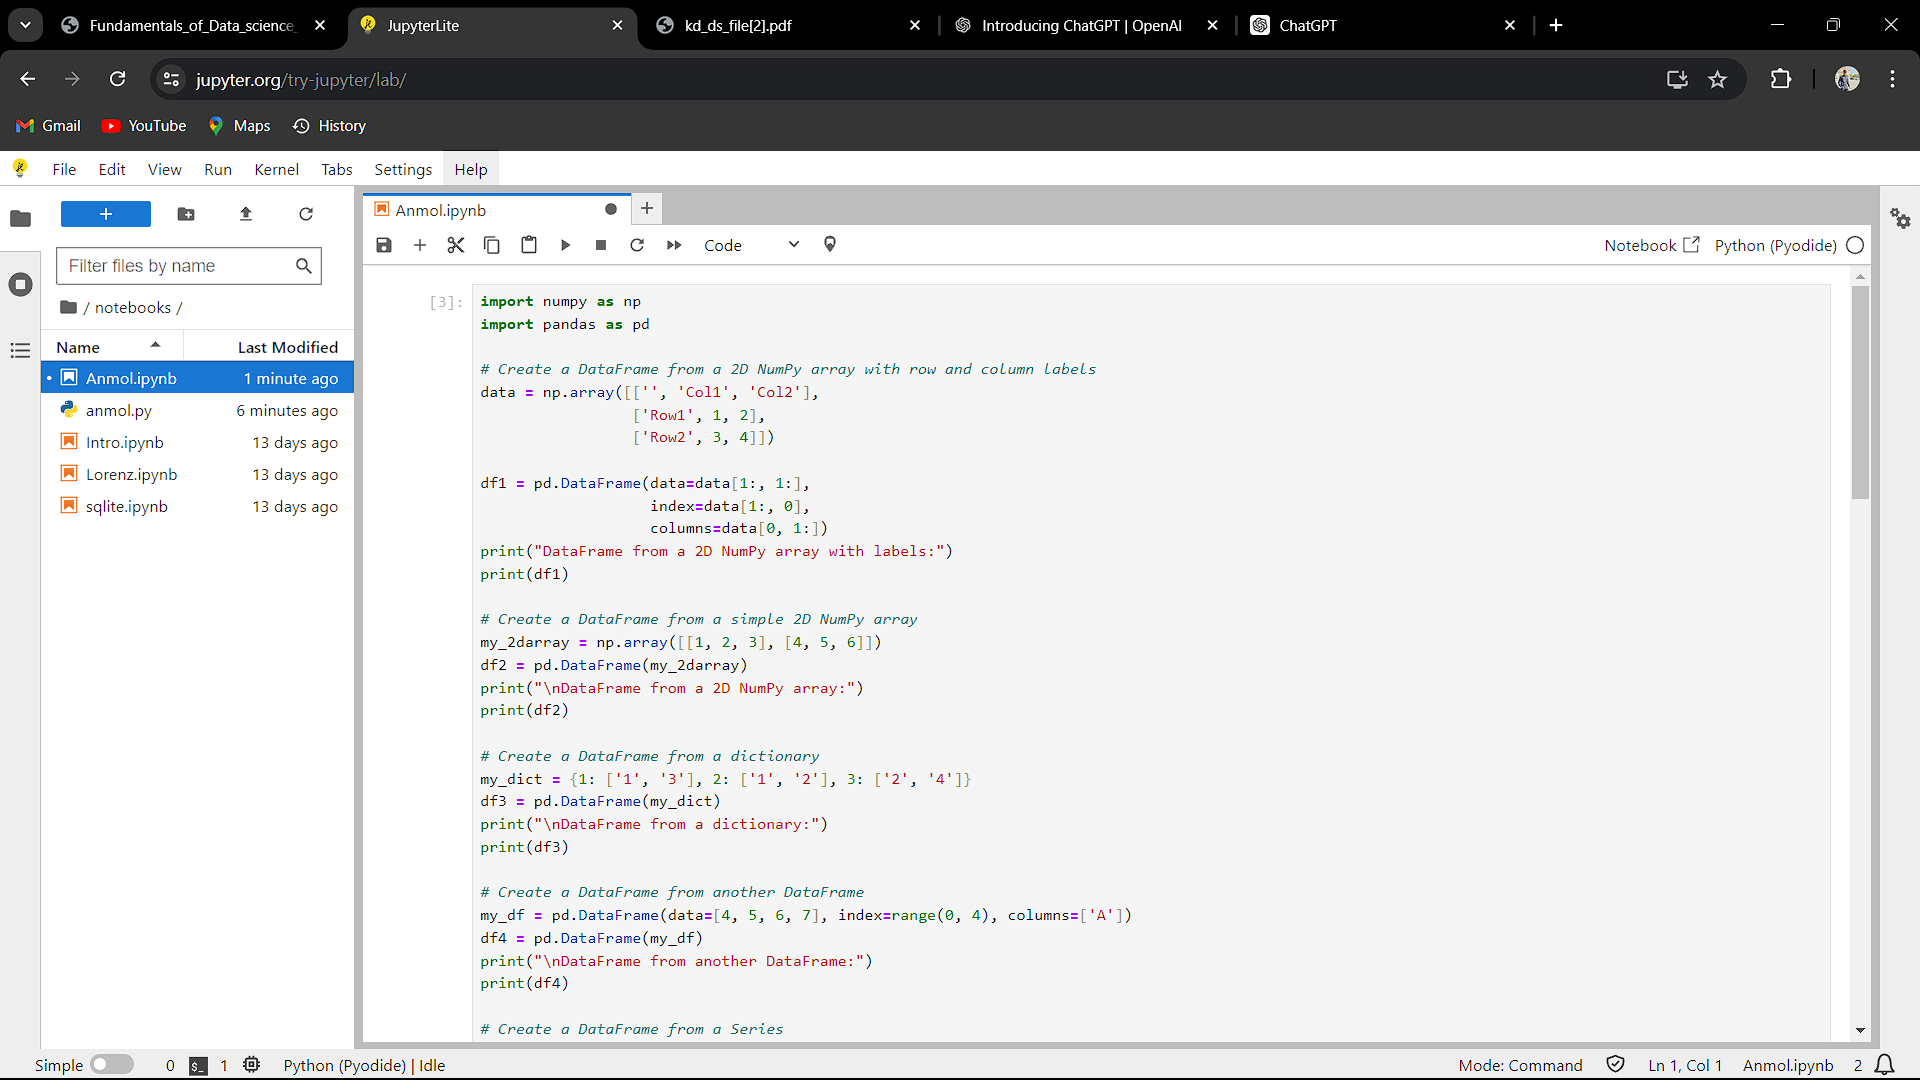 Fundamentals_of_Data_science_
JupyterLite
kd_ds_file[2].pdf
Introducing ChatGPT | OpenAI
ChatGPT
jupyter.org/try-jupyter/lab/
Gmail
YouTube
Maps
History
File Edit View Run Kernel Tabs Settings Help
Filter files by name
/ notebooks /
Name Last Modified
Anmol.ipynb 1 minute ago
anmol.py 6 minutes ago
Intro.ipynb 13 days ago
Lorenz.ipynb 13 days ago
sqlite.ipynb 13 days ago
Anmol.ipynb
Code
Notebook
Python (Pyodide)
[3]:
import numpy as np
import pandas as pd
# Create a DataFrame from a 2D NumPy array with row and column labels
data = np.array([['', 'Col1', 'Col2'],
['Row1', 1, 2],
['Row2', 3, 4]])
df1 = pd.DataFrame(data=data[1:, 1:],
index=data[1:, 0],
columns=data[0, 1:])
print("DataFrame from a 2D NumPy array with labels:")
print(df1)
# Create a DataFrame from a simple 2D NumPy array
my_2darray = np.array([[1, 2, 3], [4, 5, 6]])
df2 = pd.DataFrame(my_2darray)
print("\nDataFrame from a 2D NumPy array:")
print(df2)
# Create a DataFrame from a dictionary
my_dict = {1: ['1', '3'], 2: ['1', '2'], 3: ['2', '4']}
df3 = pd.DataFrame(my_dict)
print("\nDataFrame from a dictionary:")
print(df3)
# Create a DataFrame from another DataFrame
my_df = pd.DataFrame(data=[4, 5, 6, 7], index=range(0, 4), columns=['A'])
df4 = pd.DataFrame(my_df)
print("\nDataFrame from another DataFrame:")
print(df4)
# Create a DataFrame from a Series
Simple 0 $_ 1 Python (Pyodide) | Idle
Mode: Command Ln 1, Col 1 Anmol.ipynb 2